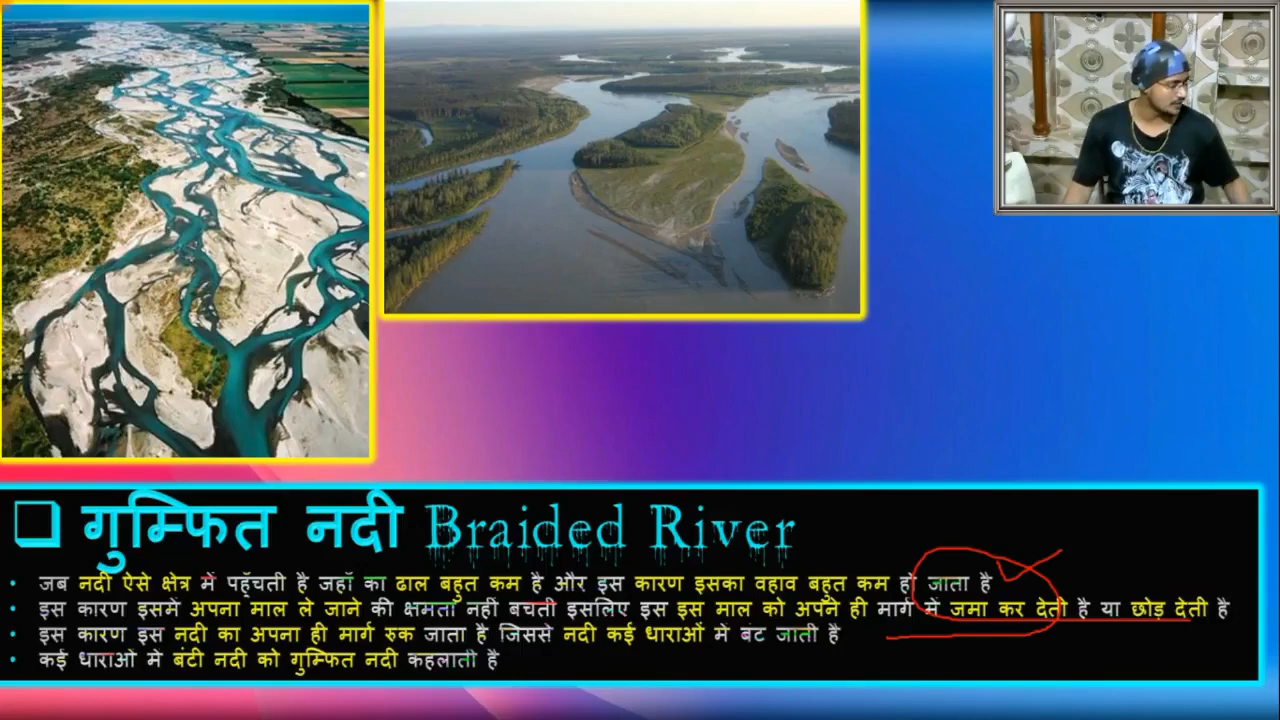 ❑ गुम्फित नदी Braided River
• जब नदी ऐसे क्षेत्र में पहुँचती है जहाँ का ढाल बहुत कम है और इस कारण इसका वहाव बहुत कम हो जाता है
• इस कारण इसमें अपना माल ले जाने की क्षमता नहीं बचती इसलिए इस इस माल को अपने ही मार्ग में जमा कर देती है या छोड़ देती है
• इस कारण इस नदी का अपना ही मार्ग रुक जाता है जिससे नदी कई धाराओं में बंट जाती है
• कई धाराओं में बंटी नदी को गुम्फित नदी कहलाती है